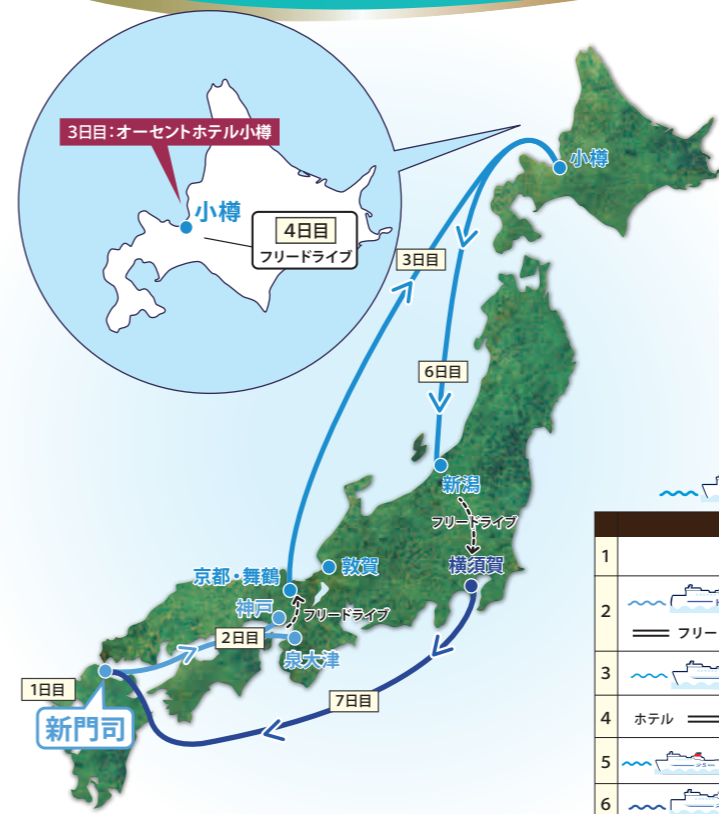 3日目:オーセントホテル小樽
小樽
4日目
フリードライブ
小樽
3日目
6日目
新潟
フリードライブ
横須賀
京都・舞鶴
敦賀
神戸
フリードライブ
2日目
泉大津
1日目
新門司
7日目
1
2
フリー
3
4
ホテル
5
6